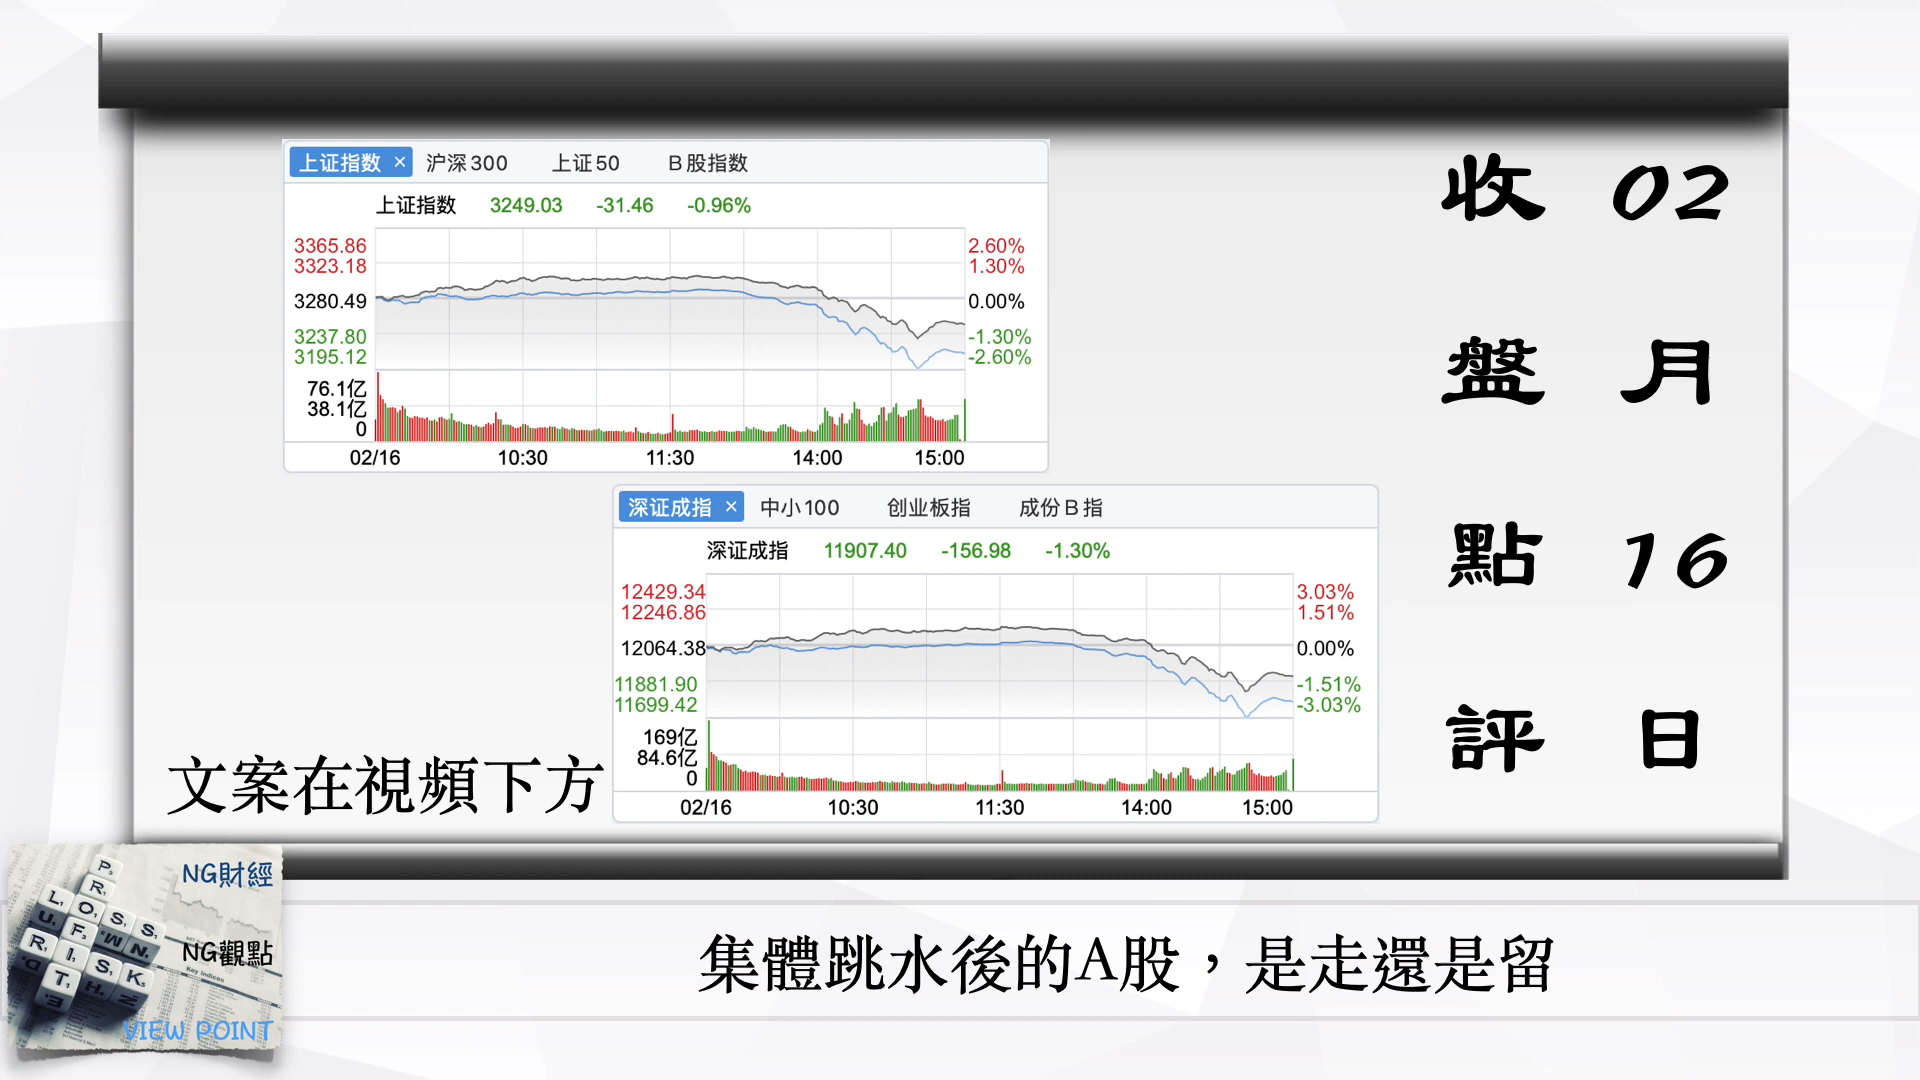 上证指数 × 沪深300 上证50 B股指数
上证指数 3249.03 -31.46 -0.96%
3365.86 2.60%
3323.18 1.30%
3280.49 0.00%
3237.80 -1.30%
3195.12 -2.60%
76.1亿
38.1亿
0
02/16 10:30 11:30 14:00 15:00
深证成指 × 中小100 创业板指 成份B指
深证成指 11907.40 -156.98 -1.30%
12429.34 3.03%
12246.86 1.51%
12064.38 0.00%
11881.90 -1.51%
11699.42 -3.03%
169亿
84.6亿
0
02/16 10:30 11:30 14:00 15:00
02月16日
收盤點評
文案在視頻下方
NG財經
NG觀點
VIEW POINT
Key Indices
集體跳水後的A股，是走還是留